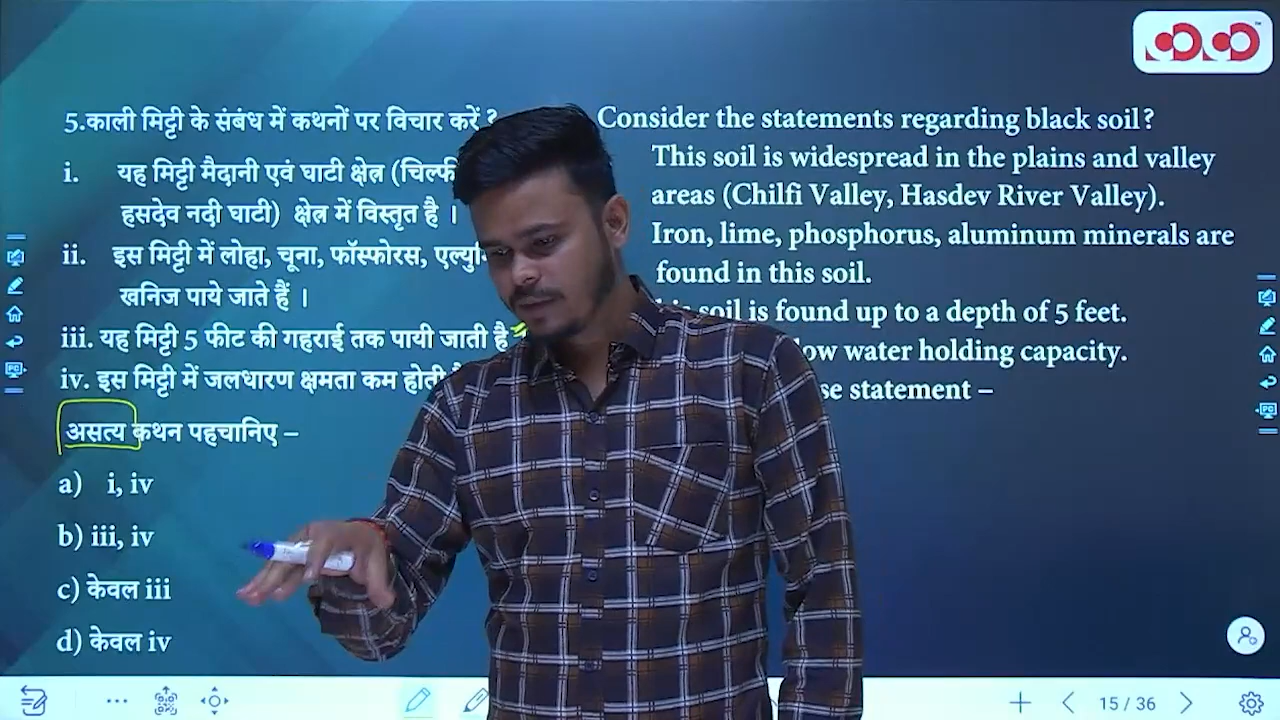 5.काली मिट्टी के संबंध में कथनों पर विचार करें ?
i. यह मिट्टी मैदानी एवं घाटी क्षेत्र
हसदेव नदी घाटी) क्षेत्र में विस्तृत है ।
ii. इस मिट्टी में लोहा, चूना, फॉस्फोरस,
खनिज पाये जाते हैं ।
iii. यह मिट्टी 5 फीट की गहराई तक पायी जाती है
iv. इस मिट्टी में जलधारण क्षमता कम होती
असत्य कथन पहचानिए –
a) i, iv
b) iii, iv
c) केवल iii
d) केवल iv
Consider the statements regarding black soil?
This soil is widespread in the plains and valley
areas (Chilfi Valley, Hasdev River Valley).
Iron, lime, phosphorus, aluminum minerals are
found in this soil.
soil is found up to a depth of 5 feet.
water holding capacity.
statement –
PC
PC
15 / 36